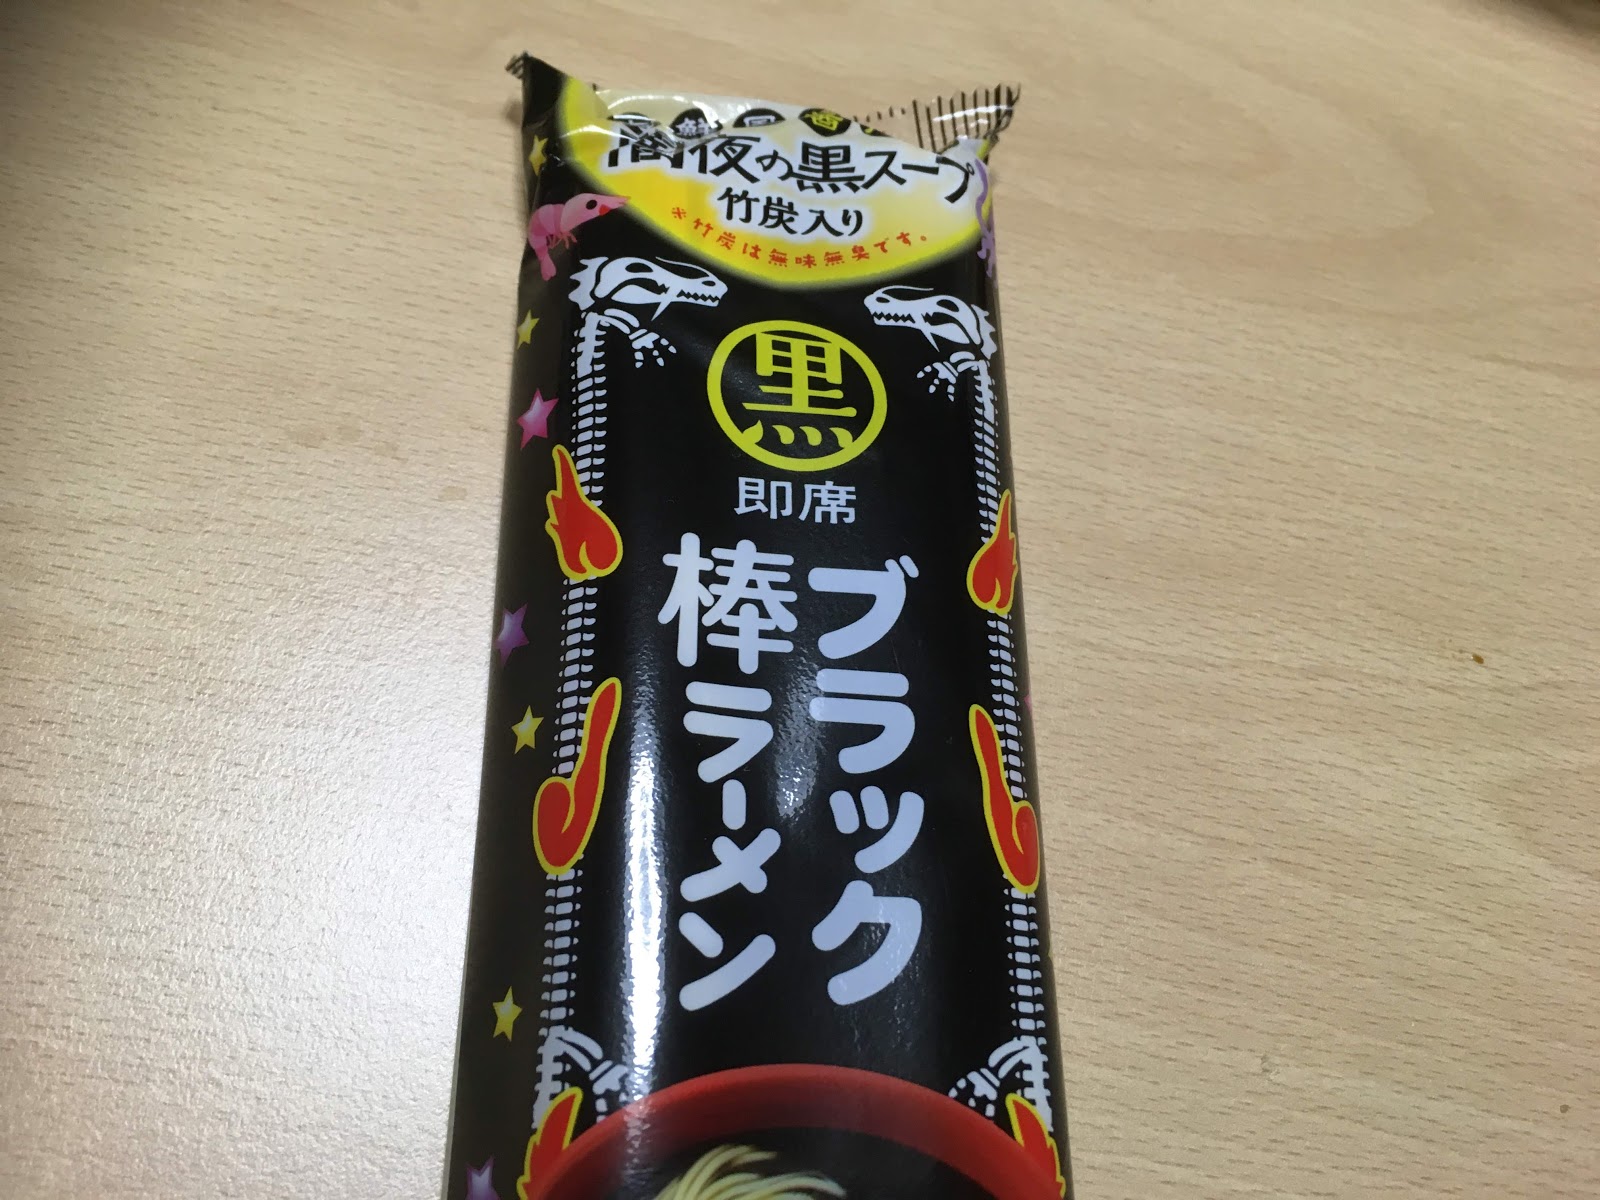 闇夜の黒スープ
竹炭入り
※竹炭は無味無臭です。
黒
即席
ブラック
棒ラーメン